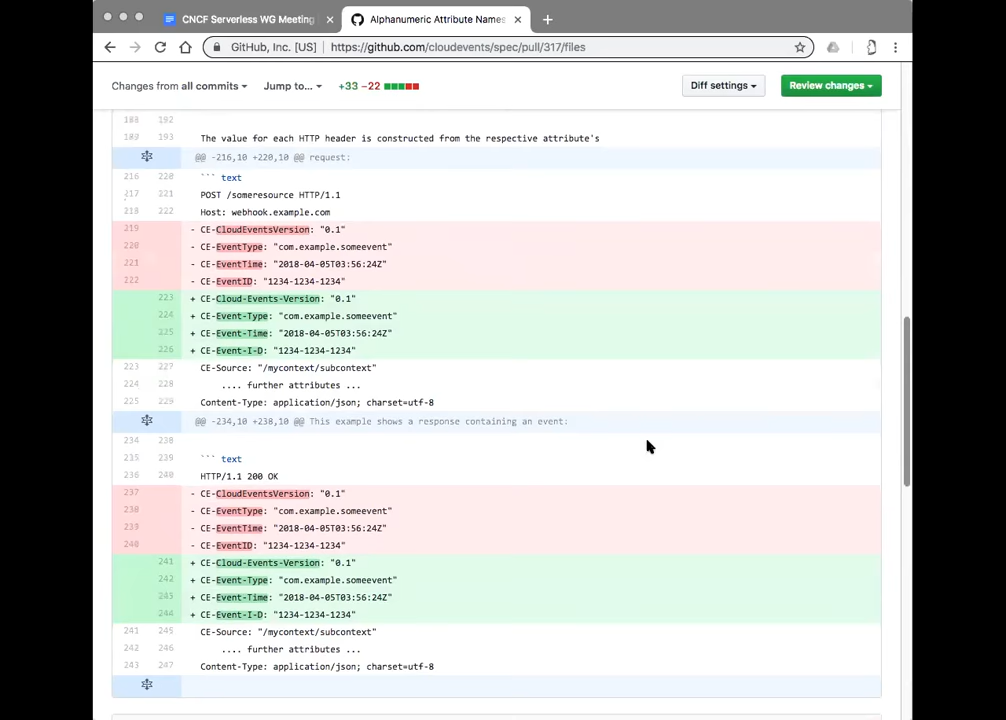 CNCF Serverless WG Meeting
Alphanumeric Attribute Names
GitHub, Inc. [US]
https://github.com/cloudevents/spec/pull/317/files
Changes from all commits
Jump to...
+33 −22
Diff settings
Review changes
188 192
189 193 The value for each HTTP header is constructed from the respective attribute's
@@ -216,10 +220,10 @@ request:
216 220 ``` text
217 221 POST /someresource HTTP/1.1
218 222 Host: webhook.example.com
219 - CE-CloudEventsVersion: "0.1"
220 - CE-EventType: "com.example.someevent"
221 - CE-EventTime: "2018-04-05T03:56:24Z"
222 - CE-EventID: "1234-1234-1234"
223 + CE-Cloud-Events-Version: "0.1"
224 + CE-Event-Type: "com.example.someevent"
225 + CE-Event-Time: "2018-04-05T03:56:24Z"
226 + CE-Event-I-D: "1234-1234-1234"
223 227 CE-Source: "/mycontext/subcontext"
224 228 .... further attributes ...
225 229 Content-Type: application/json; charset=utf-8
@@ -234,10 +238,10 @@ This example shows a response containing an event:
234 238
235 239 ``` text
236 240 HTTP/1.1 200 OK
237 - CE-CloudEventsVersion: "0.1"
238 - CE-EventType: "com.example.someevent"
239 - CE-EventTime: "2018-04-05T03:56:24Z"
240 - CE-EventID: "1234-1234-1234"
241 + CE-Cloud-Events-Version: "0.1"
242 + CE-Event-Type: "com.example.someevent"
243 + CE-Event-Time: "2018-04-05T03:56:24Z"
244 + CE-Event-I-D: "1234-1234-1234"
241 245 CE-Source: "/mycontext/subcontext"
242 246 .... further attributes ...
243 247 Content-Type: application/json; charset=utf-8